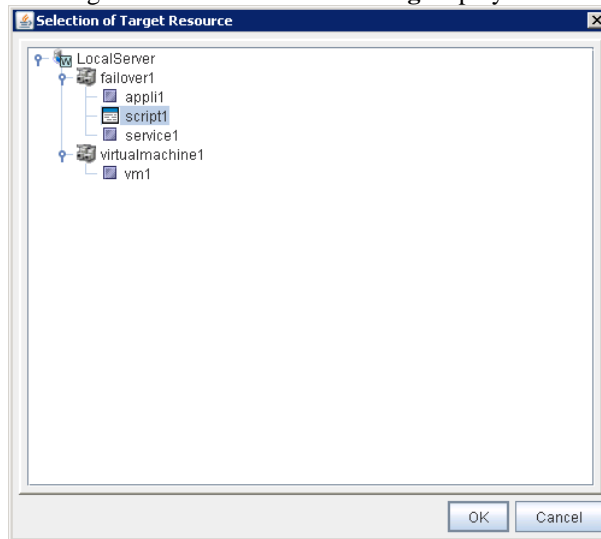 Selection of Target Resource
LocalServer
failover1
appli1
script1
service1
virtualmachine1
vm1
OK Cancel